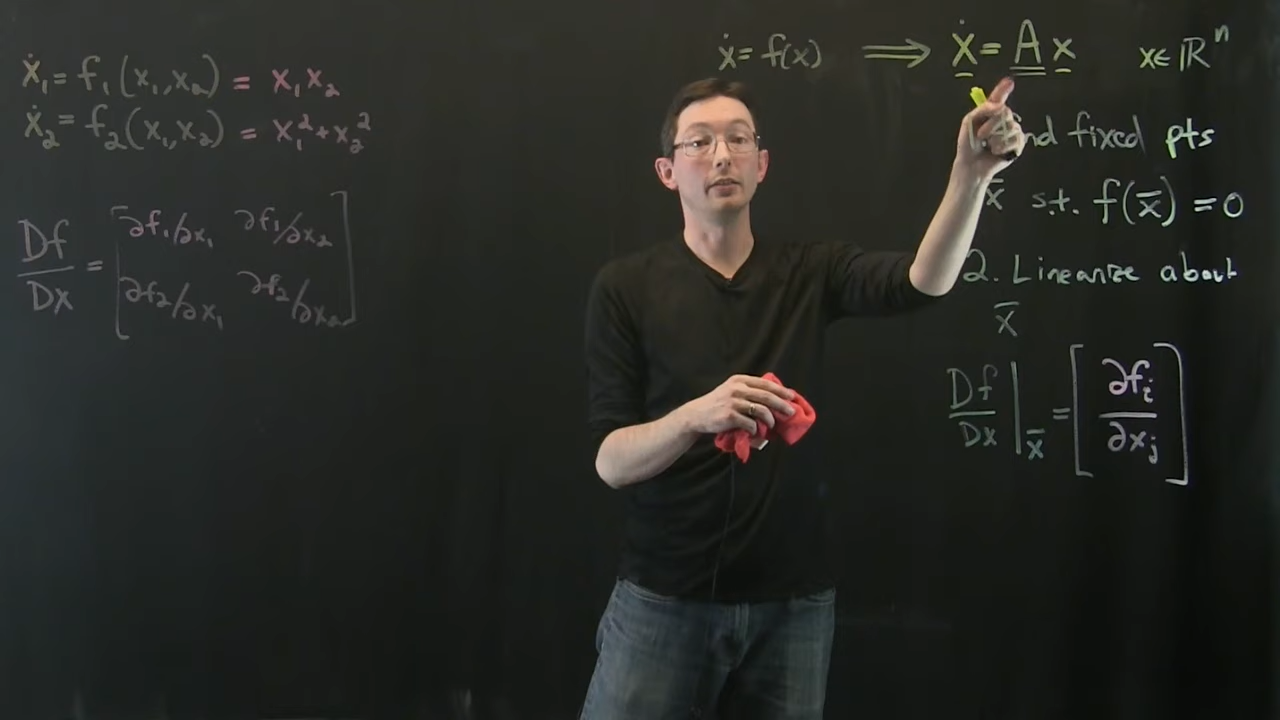 ẋ₁ = f₁(x₁,x₂) = x₁x₂
ẋ₂ = f₂(x₁,x₂) = x₁² + x₂²
Df/Dx = [∂f₁/∂x₁ ∂f₁/∂x₂
∂f₂/∂x₁ ∂f₂/∂x₂]
ẋ = f(x) ⟹ ẋ = A x x ∈ ℝⁿ
fixed pts
x̄ s.t. f(x̄) = 0
2. Linearize about
x̄
Df/Dx |x̄ = [∂fᵢ/∂xⱼ]